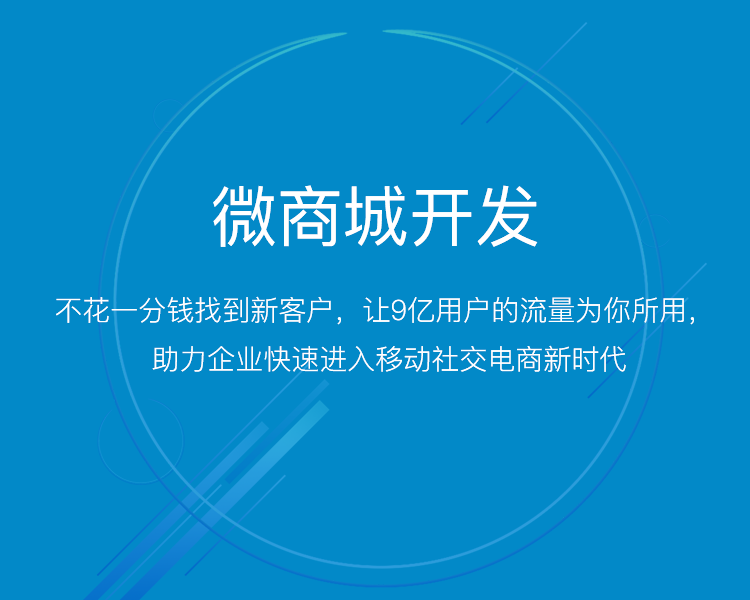 微商城开发
不花一分钱找到新客户，让9亿用户的流量为你所用，
助力企业快速进入移动社交电商新时代